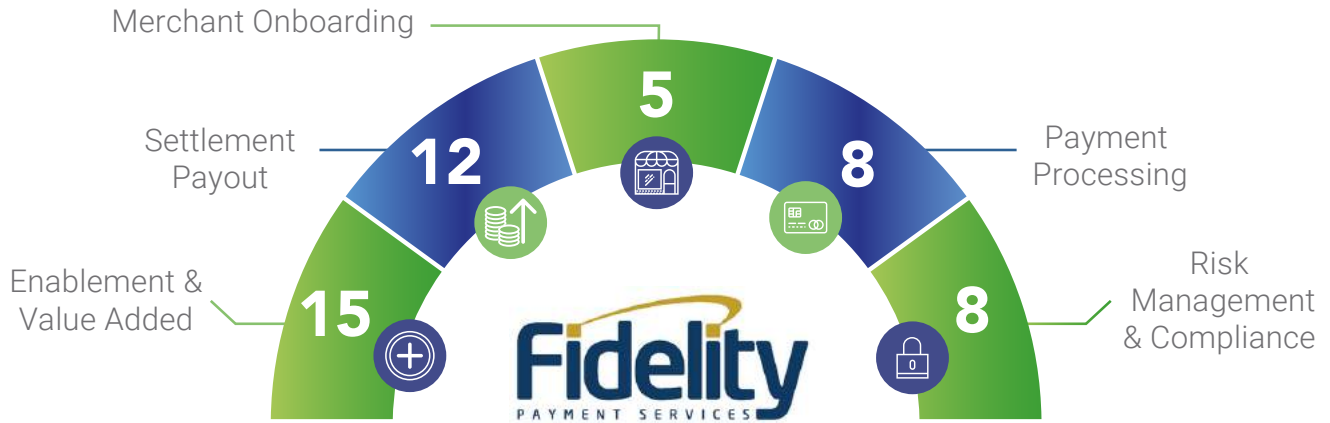 Merchant Onboarding
5
Settlement
Payout
12
8
Payment
Processing
Enablement &
Value Added
15
8
Risk
Management
& Compliance
Fidelity
PAYMENT SERVICES
0